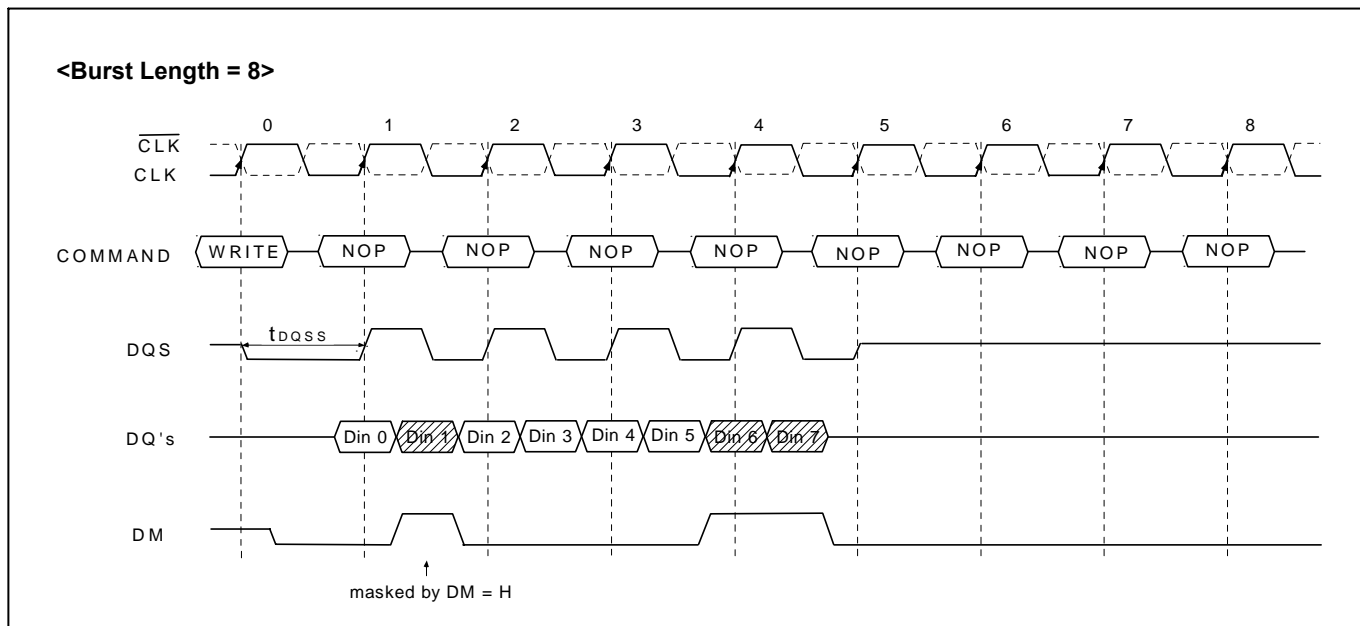 <Burst Length = 8>
0 1 2 3 4 5 6 7 8
CLK
CLK
COMMAND WRITE NOP NOP NOP NOP NOP NOP NOP NOP
tDQSS
DQS
DQ's Din 0 Din 1 Din 2 Din 3 Din 4 Din 5 Din 6 Din 7
DM
masked by DM = H